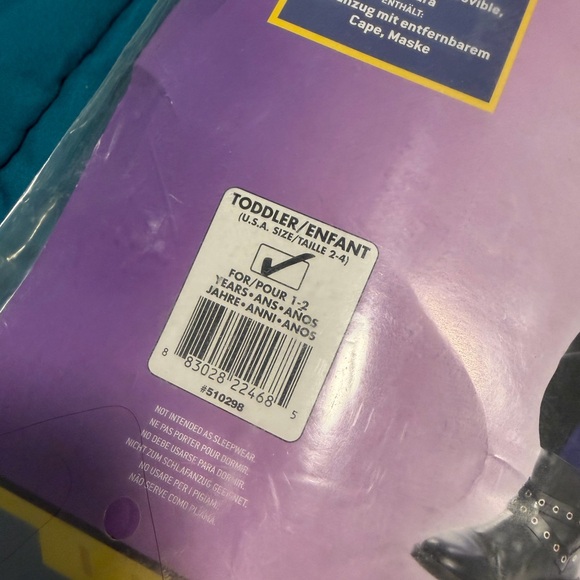 ENTHÄLT:
mit entfernbarem
Cape, Maske
TODDLER/ENFANT
(U.S.A. SIZE/TAILLE 2-4)
FOR/POUR 1-2
YEARS•ANS•AÑOS
JAHRE•ANNI•ANOS
8 83028 22468 5
#510298
NOT INTENDED AS SLEEPWEAR.
NE PAS PORTER POUR DORMIR.
NO DEBE USARSE PARA DORMIR.
NICHT ZUM SCHLAFANZUG GEEIGNET.
NO USARE PER I PIGIAMI.
NÃO SERVE COMO PIJAMA.